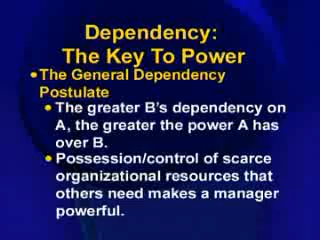 Dependency:
The Key To Power
• The General Dependency
Postulate
• The greater B's dependency on
A, the greater the power A has
over B.
• Possession/control of scarce
organizational resources that
others need makes a manager
powerful.